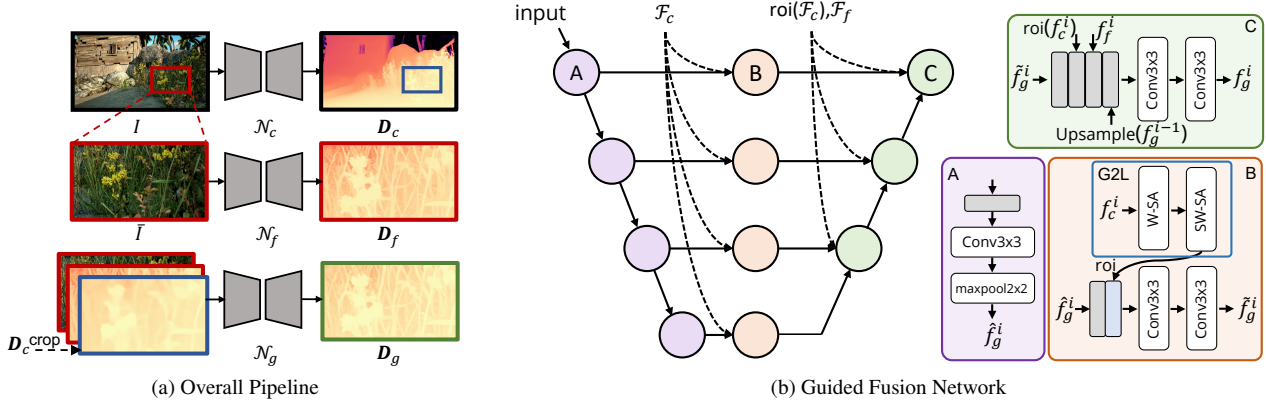 I
𝒩c
Dc
Ī
𝒩f
Df
Dc
crop
𝒩g
Dg
(a) Overall Pipeline
input
ℱc
roi(ℱc),ℱf
A
B
C
C
roi(f_c^i)
f_f^i
f̃_g^i
Conv3x3
Conv3x3
f_g^i
Upsample(f_g^{i−1})
A
Conv3x3
maxpool2x2
f̂_g^i
B
G2L
f_c^i
W-SA
SW-SA
roi
f̂_g^i
Conv3x3
Conv3x3
f̃_g^i
(b) Guided Fusion Network